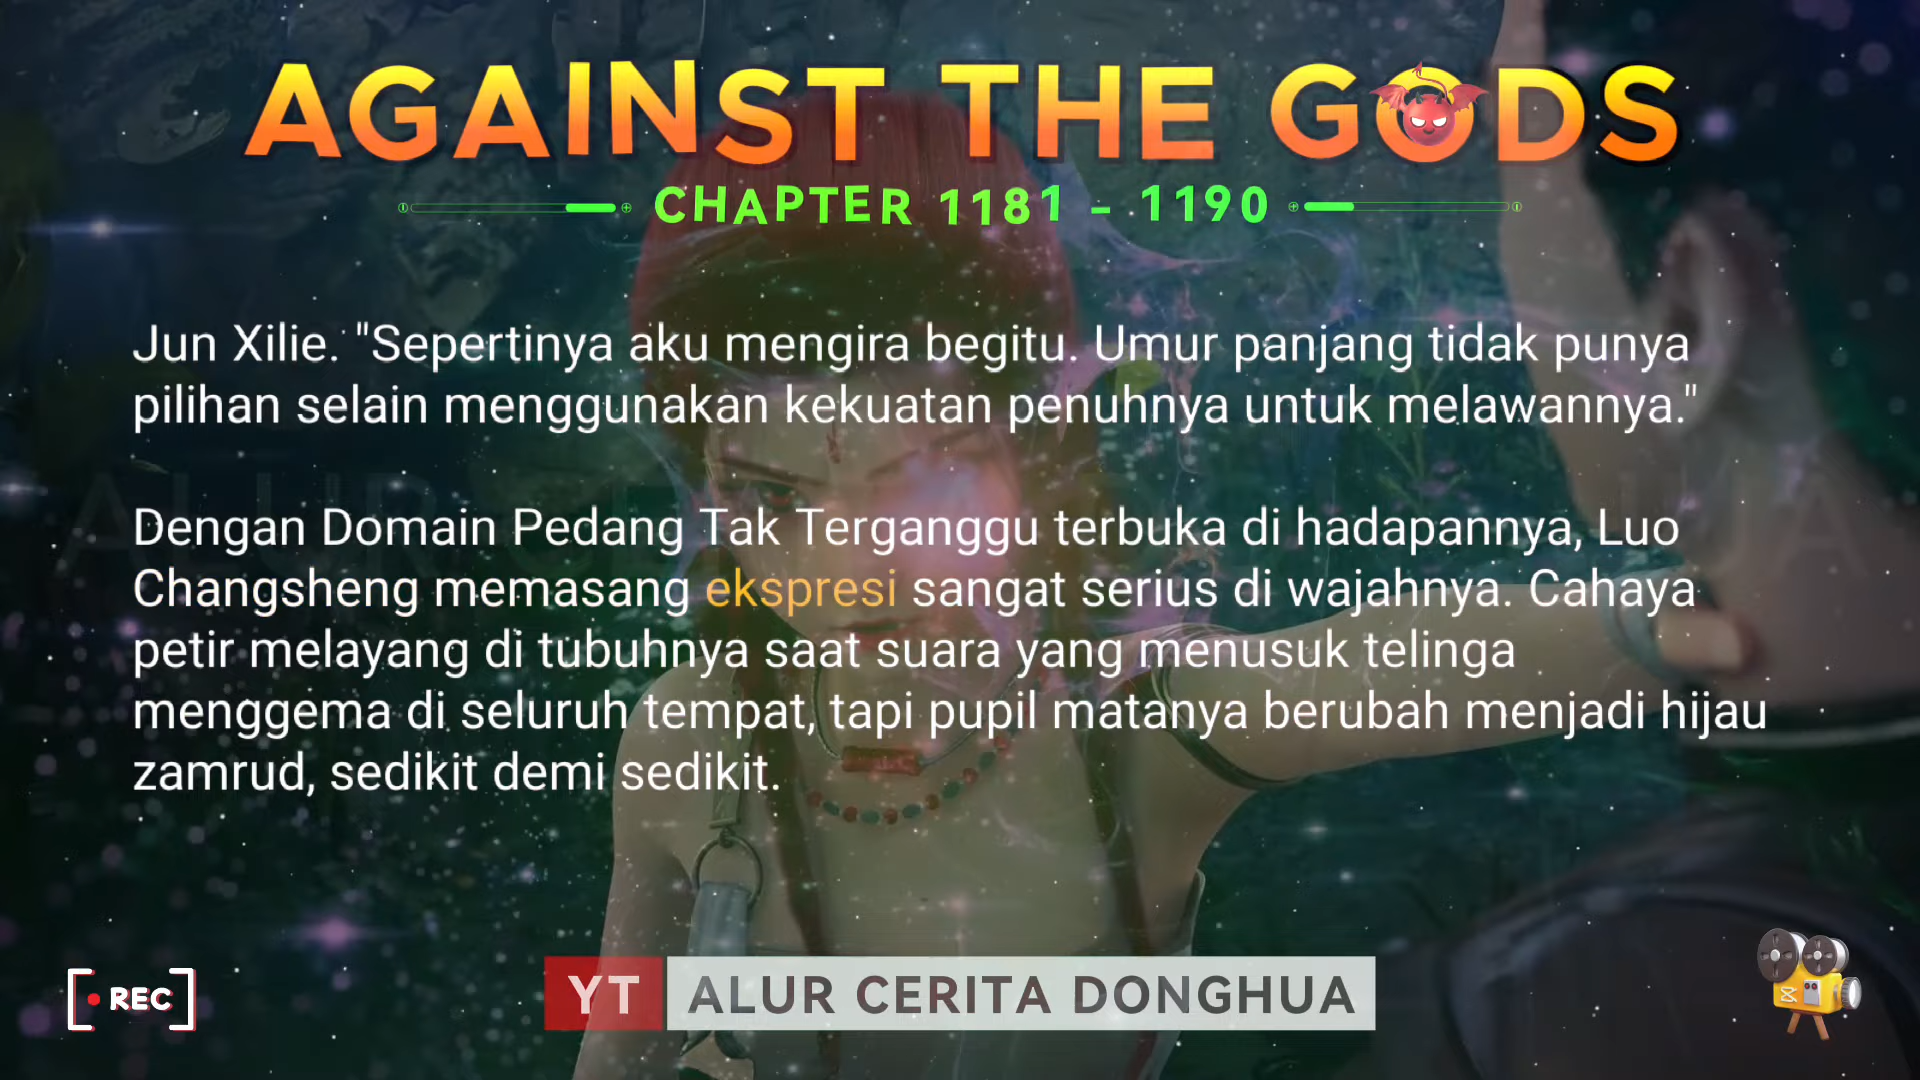 AGAINST THE GODS
CHAPTER 1181 - 1190
Jun Xilie. "Sepertinya aku mengira begitu. Umur panjang tidak punya
pilihan selain menggunakan kekuatan penuhnya untuk melawannya."
Dengan Domain Pedang Tak Terganggu terbuka di hadapannya, Luo
Changsheng memasang ekspresi sangat serius di wajahnya. Cahaya
petir melayang di tubuhnya saat suara yang menusuk telinga
menggema di seluruh tempat, tapi pupil matanya berubah menjadi hijau
zamrud, sedikit demi sedikit.
REC
YT ALUR CERITA DONGHUA